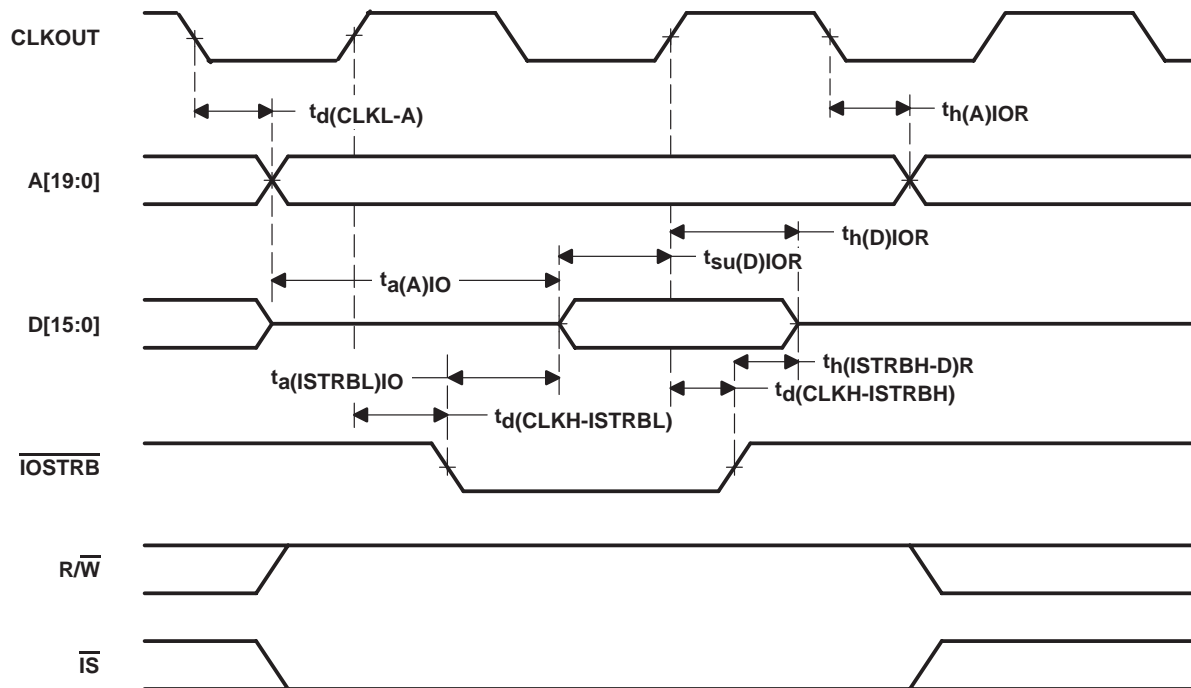 CLKOUT
td(CLKL-A)
th(A)IOR
A[19:0]
th(D)IOR
tsu(D)IOR
ta(A)IO
D[15:0]
th(ISTRBH-D)R
ta(ISTRBL)IO
td(CLKH-ISTRBH)
td(CLKH-ISTRBL)
IOSTRB
R/W
IS